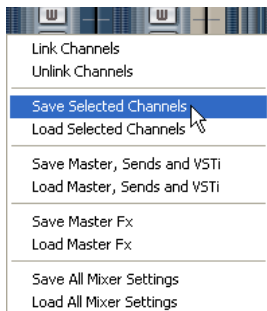 w w
Link Channels
Unlink Channels
Save Selected Channels
Load Selected Channels
Save Master, Sends and VSTi
Load Master, Sends and VSTi
Save Master Fx
Load Master Fx
Save All Mixer Settings
Load All Mixer Settings